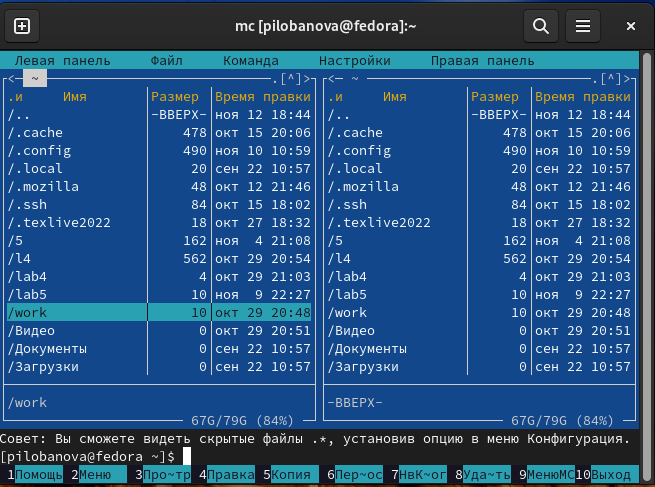 mc [pilobanova@fedora]:~
Левая панель Файл Команда Настройки Правая панель
<- ~ .[^]> <- ~ .[^]>
.и Имя Размер Время правки .и Имя Размер Время правки
/.. -ВВЕРХ- ноя 12 18:44 /.. -ВВЕРХ- ноя 12 18:44
/.cache 478 окт 15 20:06 /.cache 478 окт 15 20:06
/.config 490 ноя 10 10:59 /.config 490 ноя 10 10:59
/.local 20 сен 22 10:57 /.local 20 сен 22 10:57
/.mozilla 48 окт 12 21:46 /.mozilla 48 окт 12 21:46
/.ssh 84 окт 15 18:02 /.ssh 84 окт 15 18:02
/.texlive2022 18 окт 27 18:32 /.texlive2022 18 окт 27 18:32
/5 162 ноя 4 21:08 /5 162 ноя 4 21:08
/l4 562 окт 29 20:54 /l4 562 окт 29 20:54
/lab4 4 окт 29 21:03 /lab4 4 окт 29 21:03
/lab5 10 ноя 9 22:27 /lab5 10 ноя 9 22:27
/work 10 окт 29 20:48 /work 10 окт 29 20:48
/Видео 0 окт 29 20:51 /Видео 0 окт 29 20:51
/Документы 0 сен 22 10:57 /Документы 0 сен 22 10:57
/Загрузки 0 сен 22 10:57 /Загрузки 0 сен 22 10:57
/work -ВВЕРХ-
67G/79G (84%) 67G/79G (84%)
Совет: Вы сможете видеть скрытые файлы .*, установив опцию в меню Конфигурация.
[pilobanova@fedora ~]$
1Помощь 2Меню 3Про~тр 4Правка 5Копия 6Пер~ос 7НвК~ог 8Уда~ть 9МенюMC 10Выход